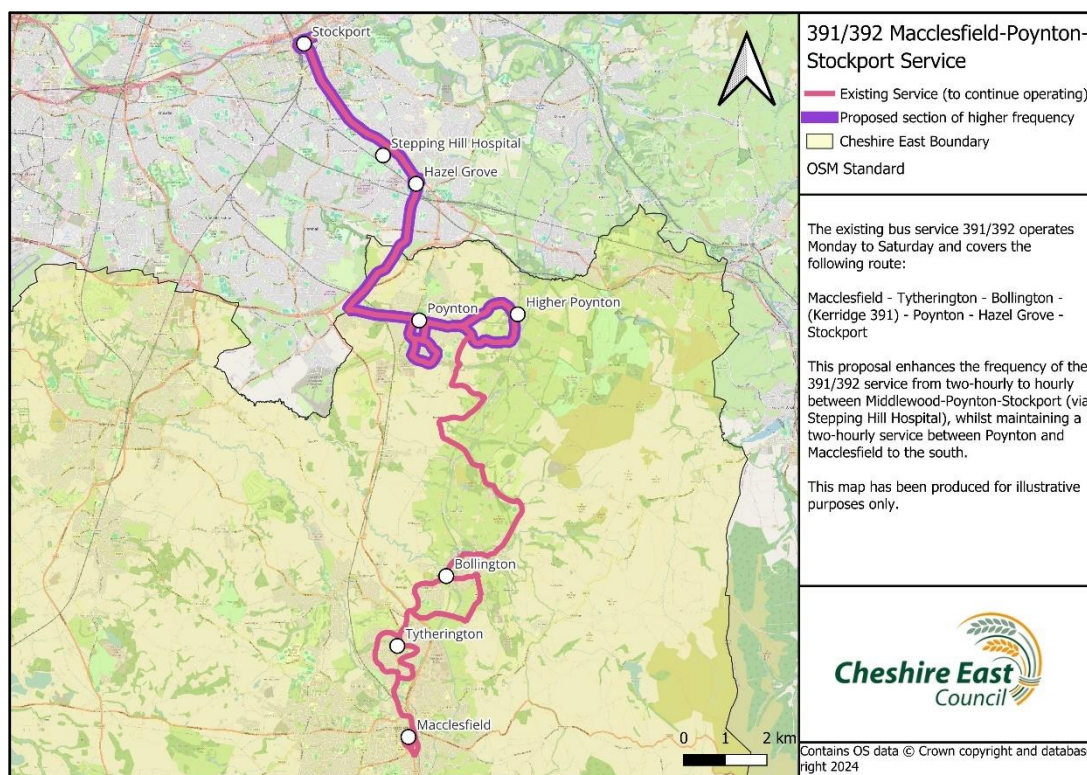 391/392 Macclesfield-Poynton-
Stockport Service
Existing Service (to continue operating)
Proposed section of higher frequency
Cheshire East Boundary
OSM Standard
The existing bus service 391/392 operates
Monday to Saturday and covers the
following route:
Macclesfield - Tytherington - Bollington -
(Kerridge 391) - Poynton - Hazel Grove -
Stockport
This proposal enhances the frequency of the
391/392 service from two-hourly to hourly
between Middlewood-Poynton-Stockport (via
Stepping Hill Hospital), whilst maintaining a
two-hourly service between Poynton and
Macclesfield to the south.
This map has been produced for illustrative
purposes only.
Cheshire East
Council
Contains OS data © Crown copyright and database
right 2024
Stockport
Stepping Hill Hospital
Hazel Grove
Poynton
Higher Poynton
Bollington
Tytherington
Macclesfield
0 1 2 km